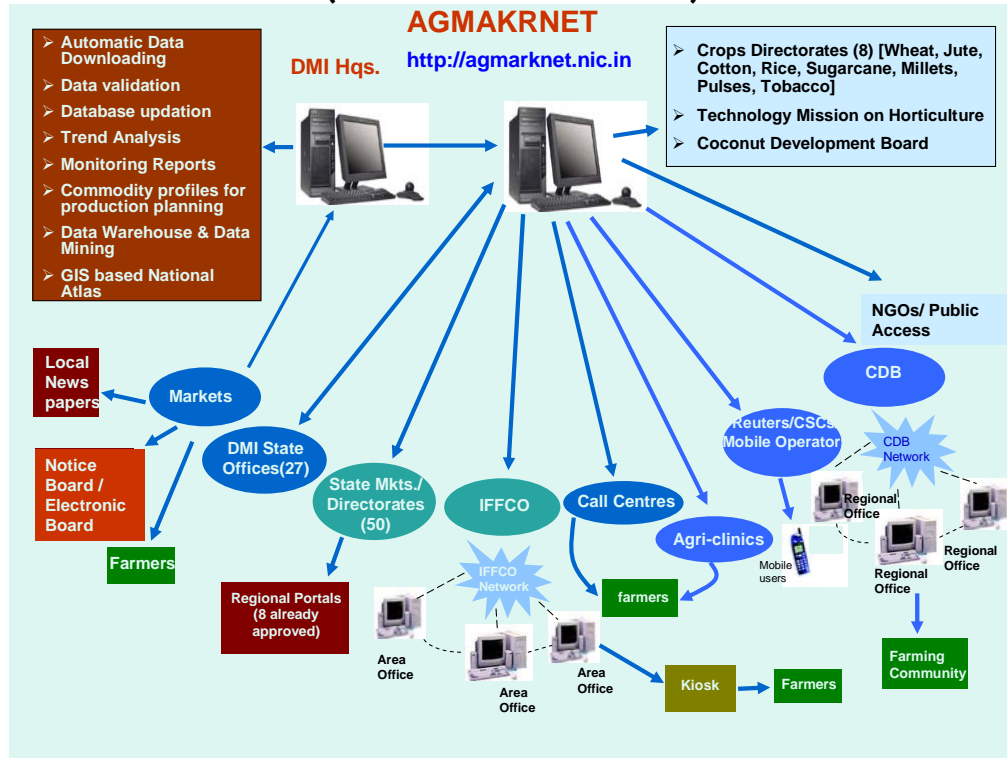 AGMAKRNET
http://agmarknet.nic.in
DMI Hqs.
➢ Automatic Data
Downloading
➢ Data validation
➢ Database updation
➢ Trend Analysis
➢ Monitoring Reports
➢ Commodity profiles for
production planning
➢ Data Warehouse & Data
Mining
➢ GIS based National
Atlas
➢ Crops Directorates (8) [Wheat, Jute,
Cotton, Rice, Sugarcane, Millets,
Pulses, Tobacco]
➢ Technology Mission on Horticulture
➢ Coconut Development Board
NGOs/ Public
Access
CDB
Local
News
papers
Markets
Notice
Board /
Electronic
Board
Farmers
DMI State
Offices(27)
State Mkts./
Directorates
(50)
Regional Portals
(8 already
approved)
IFFCO
IFFCO
Network
Area
Office
Area
Office
Area
Office
Kiosk
Farmers
Call Centres
Agri-clinics
farmers
Reuters/CSCs
Mobile Operator
Mobile
users
CDB
Network
Regional
Office
Regional
Office
Regional
Office
Farming
Community